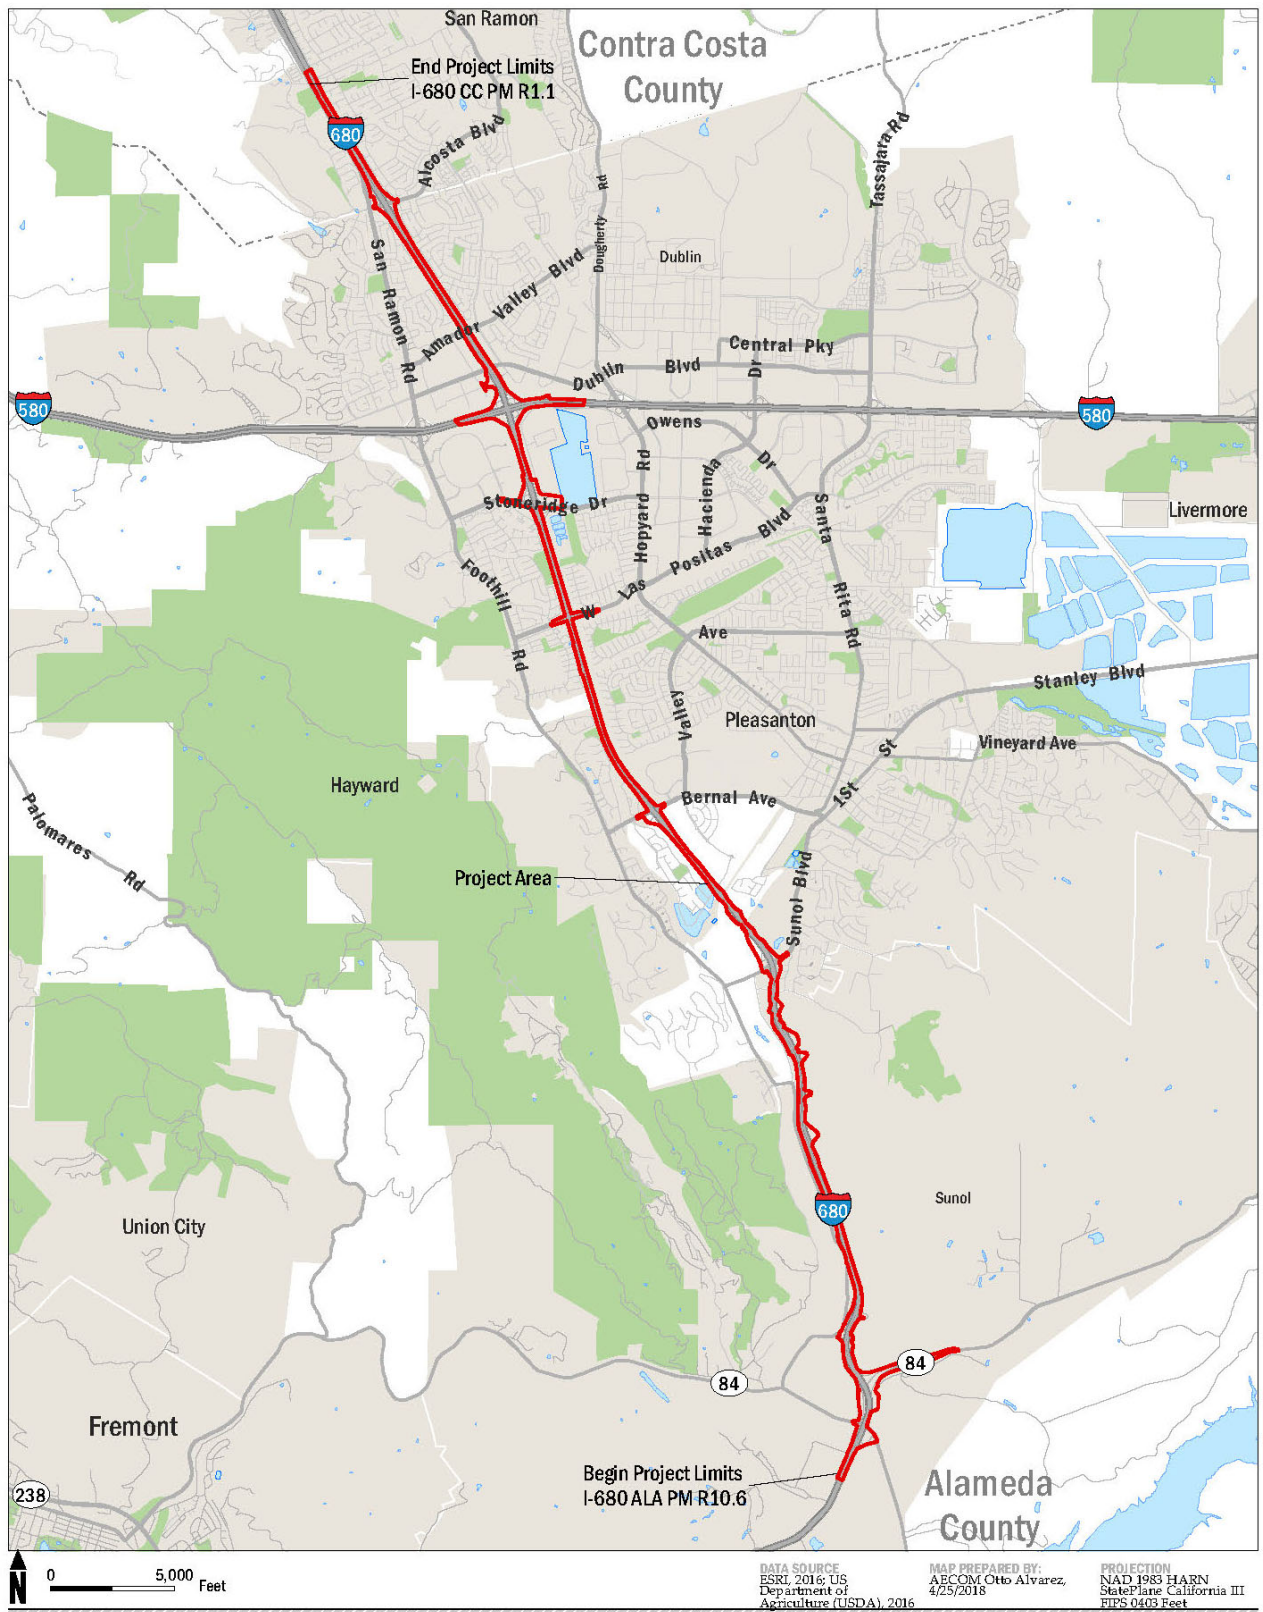 San Ramon
Contra Costa
County
End Project Limits
I-680 CC PM R1.1
680
Alcosta Blvd
Tassajara Rd
Dougherty Rd
San Ramon Rd
Amador Valley Blvd
Dublin
Central Pky
Dublin Blvd
Dr
580
580
Owens Dr
Hopyard Rd
Hacienda
Stoneridge Dr
Santa Rita Rd
Livermore
Foothill Rd
W Las Positas Blvd
Ave
Valley
Stanley Blvd
Pleasanton
1St St
Vineyard Ave
Hayward
Bernal Ave
Palomares Rd
Project Area
Sunol Blvd
680
Sunol
Union City
84
84
Fremont
Begin Project Limits
I-680 ALA PM R10.6
Alameda
County
238
N
0 5,000 Feet
DATA SOURCE
ESRI, 2016; US
Department of
Agriculture (USDA), 2016
MAP PREPARED BY:
AECOM Otto Alvarez,
4/25/2018
PROJECTION
NAD 1983 HARN
StatePlane California III
FIPS 0403 Feet